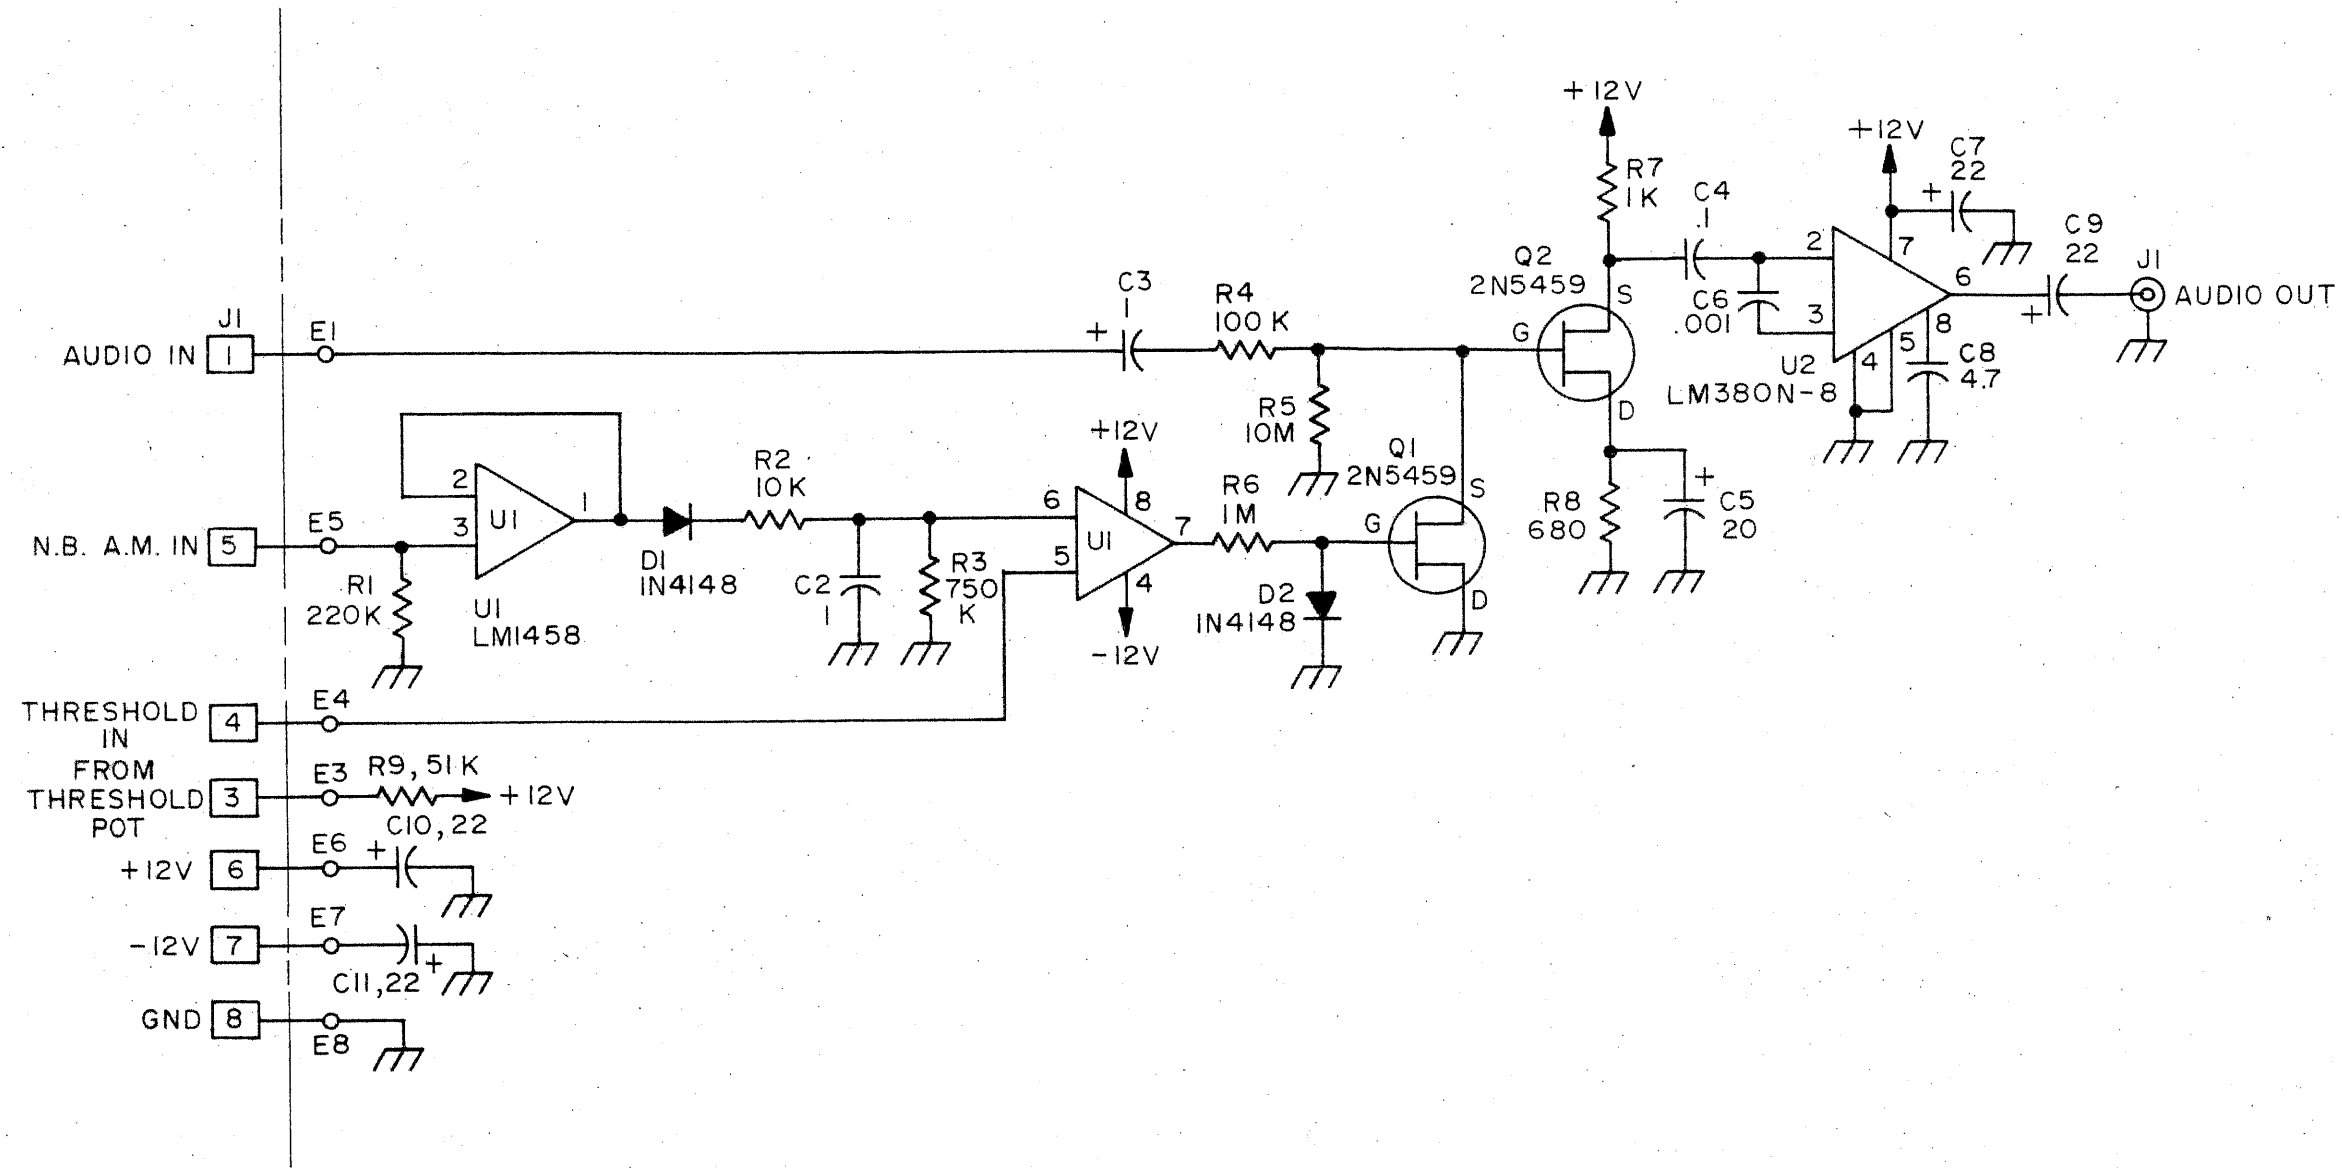 +12V
R7
1K
+12V
C7
22
+
C4
.1
2
7
C9
22
Q2
2N5459
S
C6
.001
3
6
J1
AUDIO OUT
+
8
5
4
U2
LM380N-8
C8
4.7
C3
1
+
R4
100 K
G
D
J1
AUDIO IN
1
E1
R5
10M
+12V
Q1
2N5459
S
R8
680
+
C5
20
2
1
R2
10 K
6
8
R6
1M
G
U1
U1
7
N.B. A.M. IN
5
E5
3
5
4
D1
1N4148
R1
220K
C2
1
R3
750
K
D2
1N4148
D
U1
LM1458
-12V
THRESHOLD
IN
4
E4
FROM
THRESHOLD
POT
3
E3
R9, 51 K
+12V
C10, 22
+12V
6
E6
+
-12V
7
E7
+
C11, 22
GND
8
E8